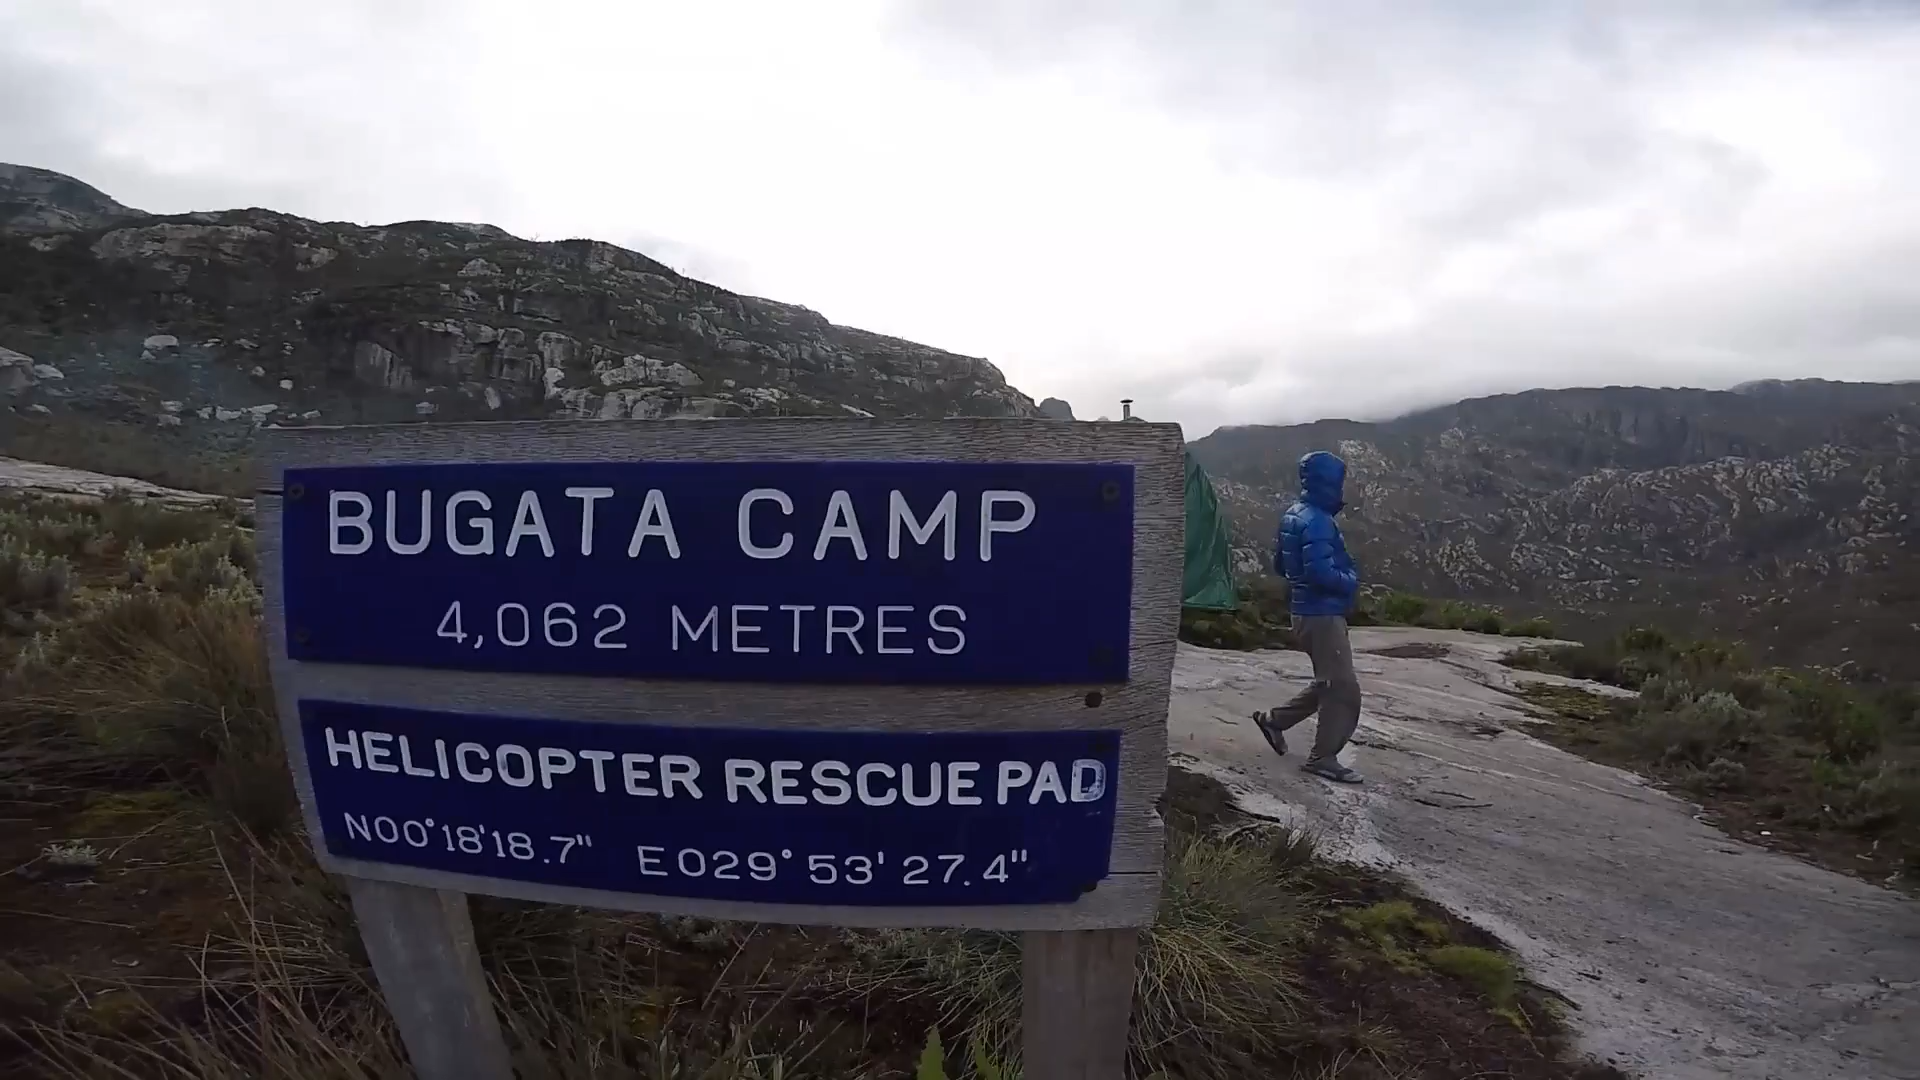 BUGATA CAMP
4,062 METRES
HELICOPTER RESCUE PAD
N00°18'18.7" E029°53'27.4"